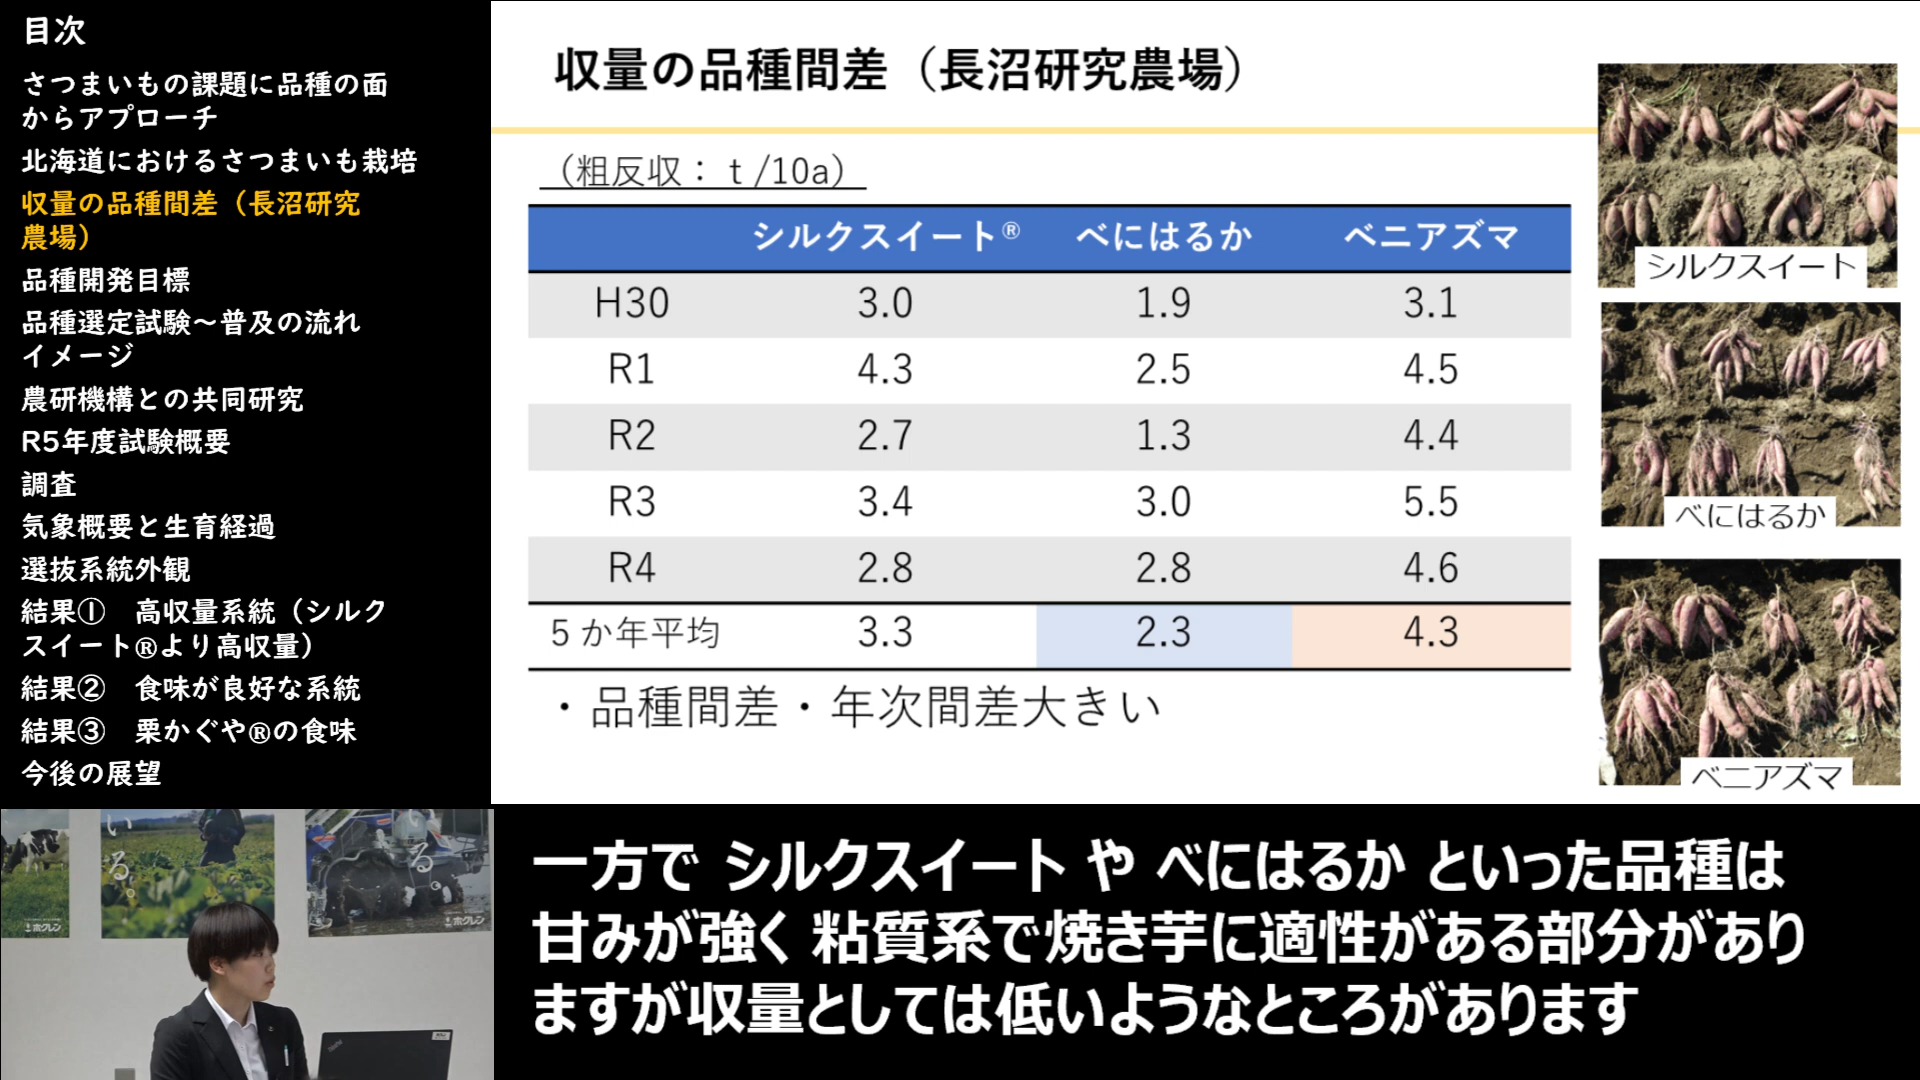 目次
さつまいもの課題に品種の面
からアプローチ
北海道におけるさつまいも栽培
収量の品種間差（長沼研究
農場）
品種開発目標
品種選定試験～普及の流れ
イメージ
農研機構との共同研究
R5年度試験概要
調査
気象概要と生育経過
選抜系統外観
結果①　高収量系統（シルク
スイート®より高収量）
結果②　食味が良好な系統
結果③　栗かぐや®の食味
今後の展望
収量の品種間差（長沼研究農場）
（粗反収：ｔ/10a）
シルクスイート® べにはるか ベニアズマ
H30 3.0 1.9 3.1
R1 4.3 2.5 4.5
R2 2.7 1.3 4.4
R3 3.4 3.0 5.5
R4 2.8 2.8 4.6
５か年平均 3.3 2.3 4.3
・品種間差・年次間差大きい
シルクスイート
べにはるか
ベニアズマ
いる。
る。
ホクレン
ホクレン
一方で シルクスイート や べにはるか といった品種は
甘みが強く 粘質系で焼き芋に適性がある部分があり
ますが収量としては低いようなところがあります